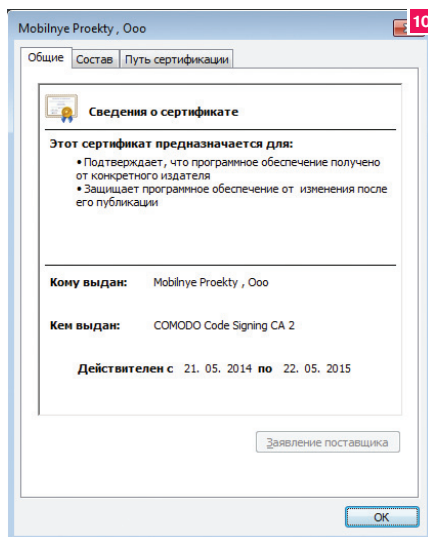 Mobilnye Proekty , Ooo
10
Общие Состав Путь сертификации
Сведения о сертификате
Этот сертификат предназначается для:
• Подтверждает, что программное обеспечение получено
от конкретного издателя
• Защищает программное обеспечение от изменения после
его публикации
Кому выдан: Mobilnye Proekty , Ooo
Кем выдан: COMODO Code Signing CA 2
Действителен с 21. 05. 2014 по 22. 05. 2015
Заявление поставщика
ОК